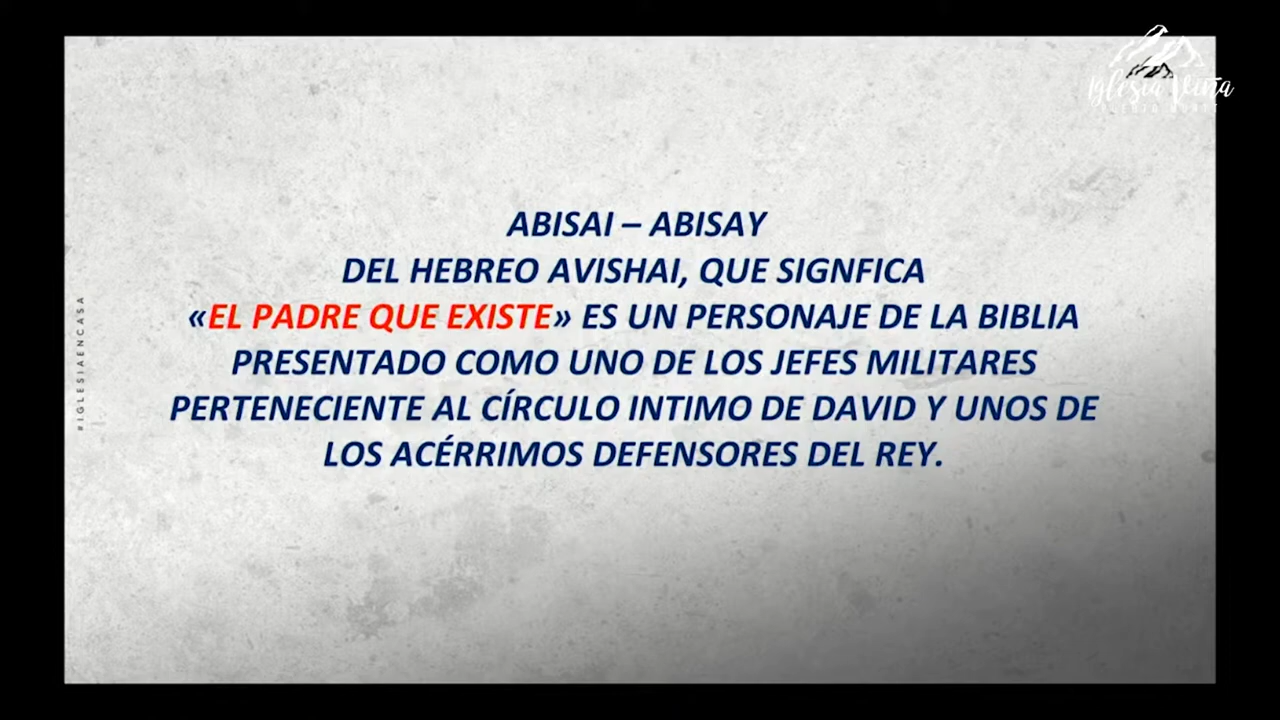 Iglesia Viña
#IGLESIAENCASA
ABISAI – ABISAY
DEL HEBREO AVISHAI, QUE SIGNFICA
«EL PADRE QUE EXISTE» ES UN PERSONAJE DE LA BIBLIA
PRESENTADO COMO UNO DE LOS JEFES MILITARES
PERTENECIENTE AL CÍRCULO INTIMO DE DAVID Y UNOS DE
LOS ACÉRRIMOS DEFENSORES DEL REY.